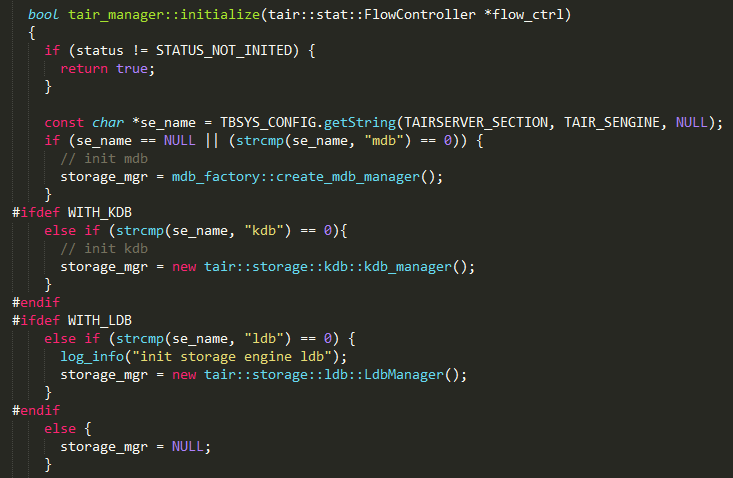 bool tair_manager::initialize(tair::stat::FlowController *flow_ctrl)
{
if (status != STATUS_NOT_INITED) {
return true;
}
const char *se_name = TBSYS_CONFIG.getString(TAIRSERVER_SECTION, TAIR_SENGINE, NULL);
if (se_name == NULL || (strcmp(se_name, "mdb") == 0)) {
// init mdb
storage_mgr = mdb_factory::create_mdb_manager();
}
#ifdef WITH_KDB
else if (strcmp(se_name, "kdb") == 0){
// init kdb
storage_mgr = new tair::storage::kdb::kdb_manager();
}
#endif
#ifdef WITH_LDB
else if (strcmp(se_name, "ldb") == 0) {
log_info("init storage engine ldb");
storage_mgr = new tair::storage::ldb::LdbManager();
}
#endif
else {
storage_mgr = NULL;
}